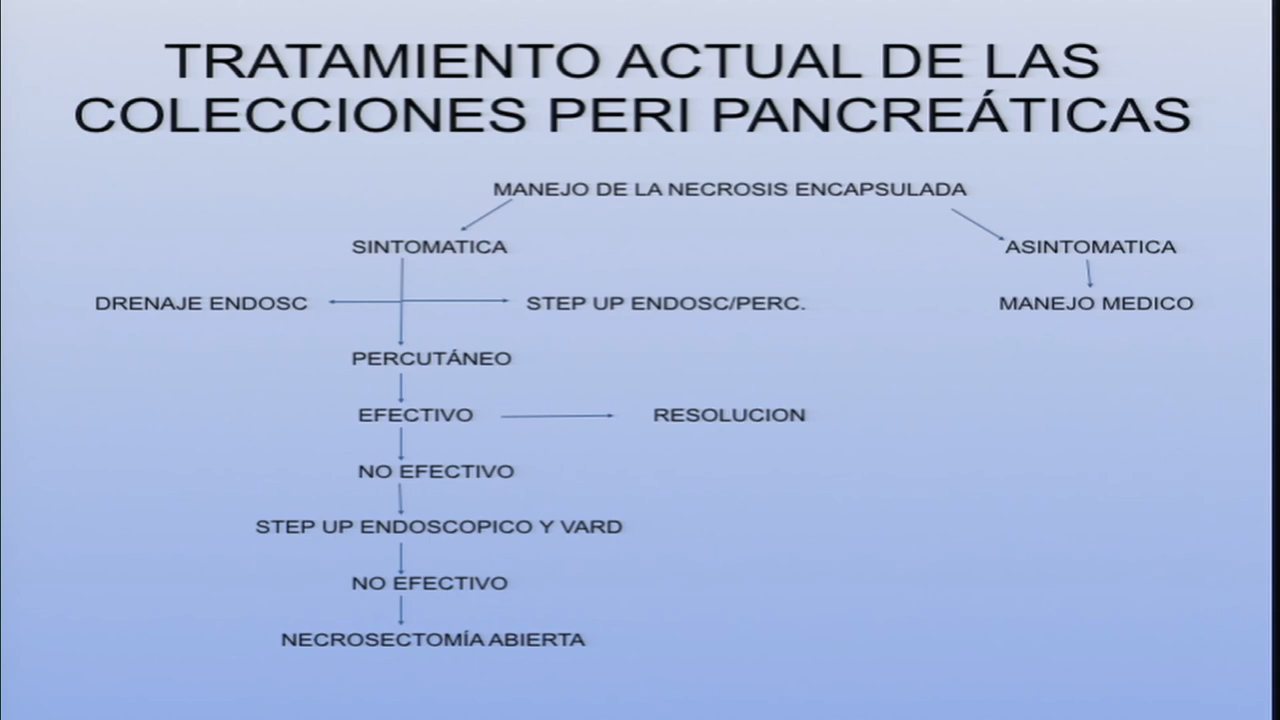 TRATAMIENTO ACTUAL DE LAS
COLECCIONES PERI PANCREÁTICAS
MANEJO DE LA NECROSIS ENCAPSULADA
SINTOMATICA
ASINTOMATICA
DRENAJE ENDOSC
STEP UP ENDOSC/PERC.
MANEJO MEDICO
PERCUTÁNEO
EFECTIVO
RESOLUCION
NO EFECTIVO
STEP UP ENDOSCOPICO Y VARD
NO EFECTIVO
NECROSECTOMÍA ABIERTA